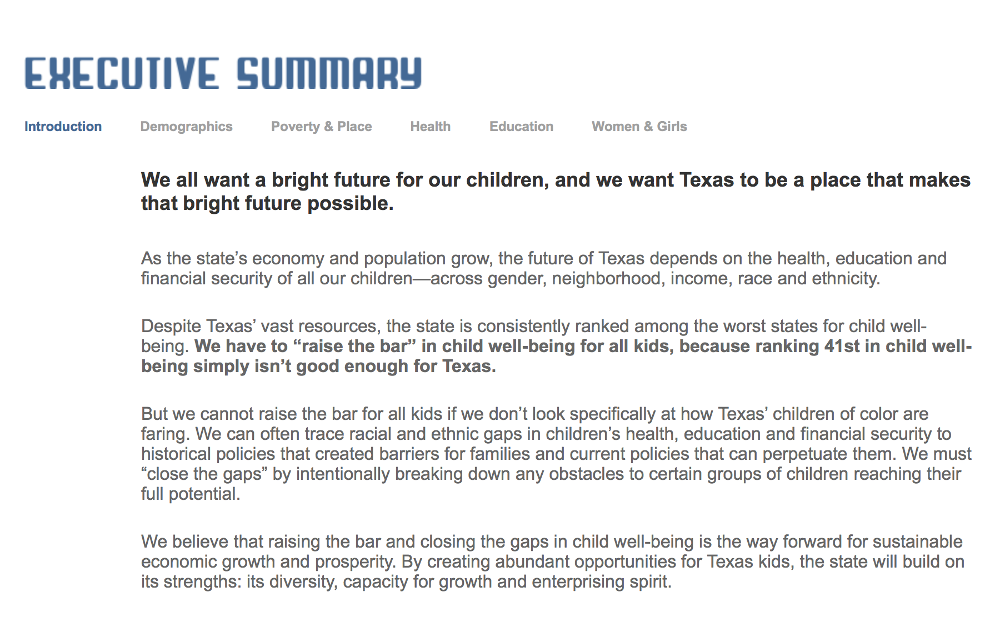 EXECUTIVE SUMMARY
Introduction Demographics Poverty & Place Health Education Women & Girls
We all want a bright future for our children, and we want Texas to be a place that makes
that bright future possible.
As the state’s economy and population grow, the future of Texas depends on the health, education and
financial security of all our children—across gender, neighborhood, income, race and ethnicity.
Despite Texas’ vast resources, the state is consistently ranked among the worst states for child well-
being. We have to “raise the bar” in child well-being for all kids, because ranking 41st in child well-
being simply isn’t good enough for Texas.
But we cannot raise the bar for all kids if we don’t look specifically at how Texas’ children of color are
faring. We can often trace racial and ethnic gaps in children’s health, education and financial security to
historical policies that created barriers for families and current policies that can perpetuate them. We must
“close the gaps” by intentionally breaking down any obstacles to certain groups of children reaching their
full potential.
We believe that raising the bar and closing the gaps in child well-being is the way forward for sustainable
economic growth and prosperity. By creating abundant opportunities for Texas kids, the state will build on
its strengths: its diversity, capacity for growth and enterprising spirit.